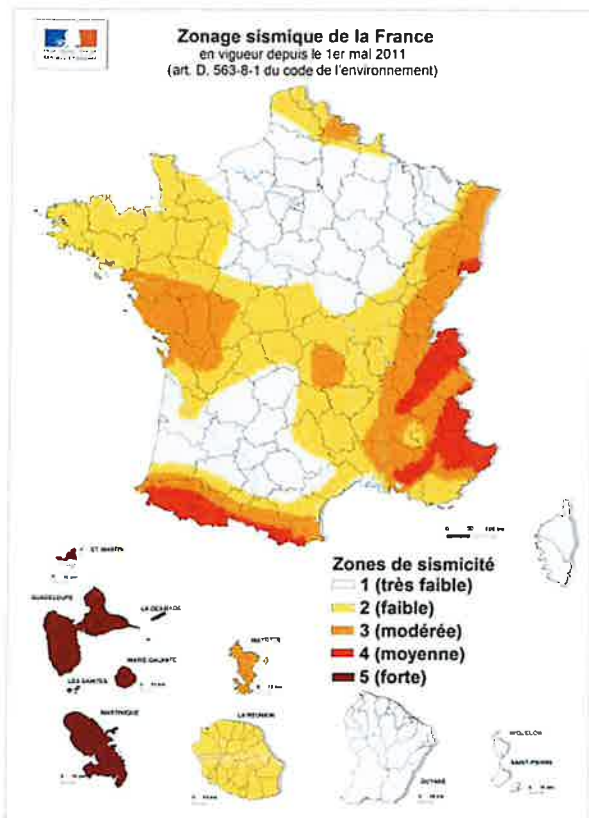 Zonage sismique de la France
en vigueur depuis le 1er mai 2011
(art. D. 563-8-1 du code de l'environnement)
ST MARTIN
GUADELOUPE
LA DESIRADE
MARIE-GALANTE
LES SAINTES
MARTINIQUE
MAYOTTE
LA REUNION
Zones de sismicité
1 (très faible)
2 (faible)
3 (modérée)
4 (moyenne)
5 (forte)
GUYANE
MIQUELON
SAINT-PIERRE